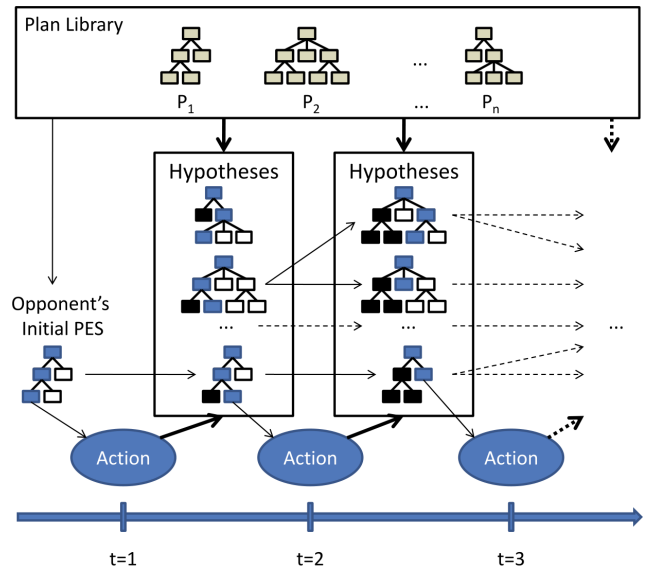 Plan Library
...
P1 P2 ... Pn
Hypotheses Hypotheses
Opponent's
Initial PES
... ... ...
Action Action Action
t=1 t=2 t=3